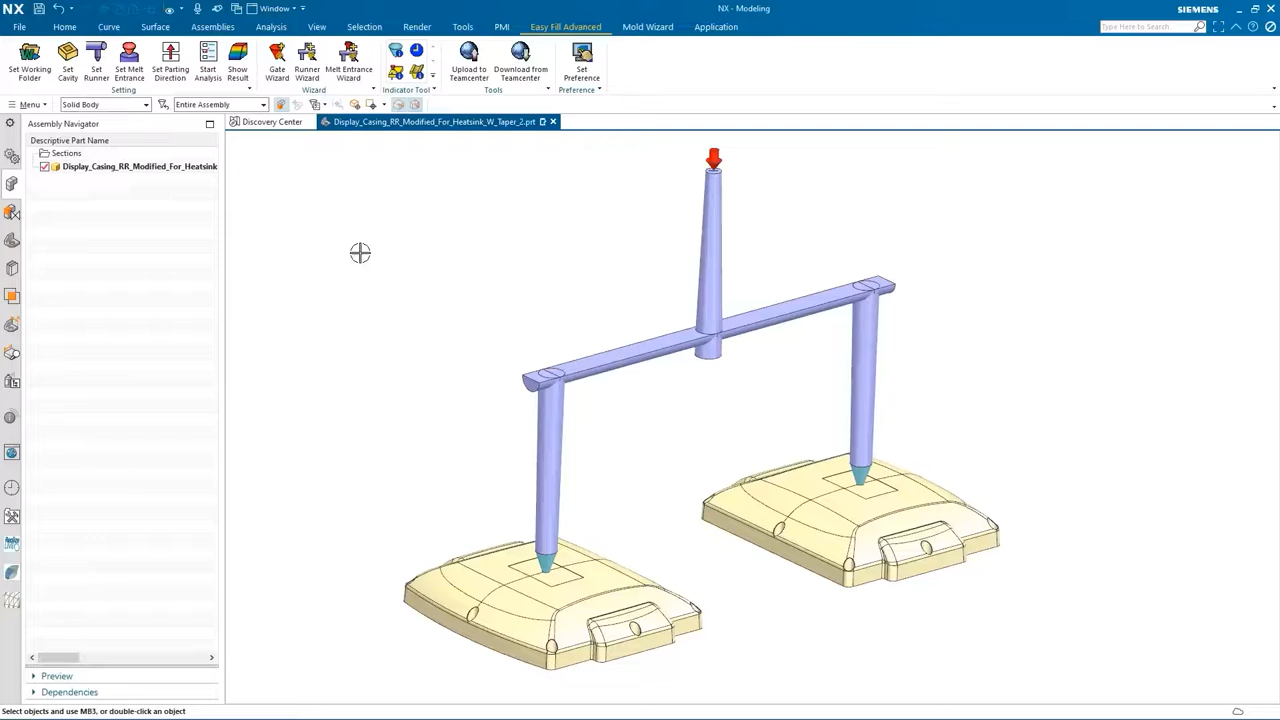 NX
Window
NX - Modeling
SIEMENS
File Home Curve Surface Assemblies Analysis View Selection Render Tools PMI Easy Fill Advanced Mold Wizard Application
Type Here to Search
Set Working Folder
Set Cavity
Set Runner
Set Melt Entrance
Set Parting Direction
Start Analysis
Show Result
Gate Wizard
Runner Wizard
Melt Entrance Wizard
Upload to Teamcenter
Download from Teamcenter
Set Preference
Setting
Wizard
Indicator Tool
Tools
Preference
Menu
Solid Body
Entire Assembly
Assembly Navigator
Discovery Center
Display_Casing_RR_Modified_For_Heatsink_W_Taper_2.prt
Descriptive Part Name
Sections
Display_Casing_RR_Modified_For_Heatsink
Preview
Dependencies
Select objects and use MB3, or double-click an object